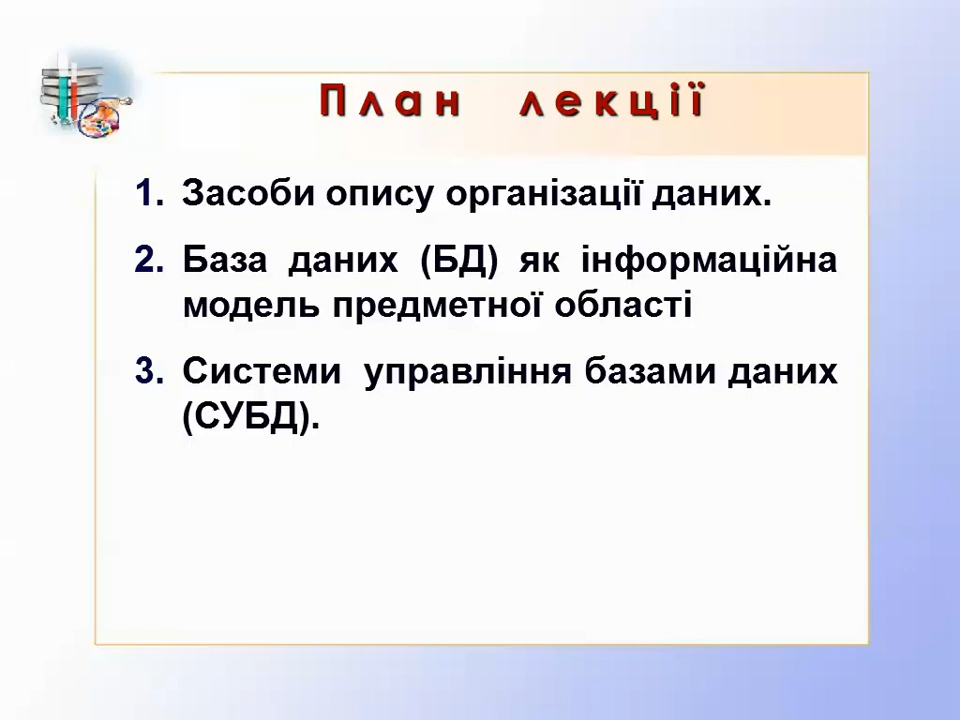 План лекції
1. Засоби опису організації даних.
2. База даних (БД) як інформаційна
модель предметної області
3. Системи управління базами даних
(СУБД).